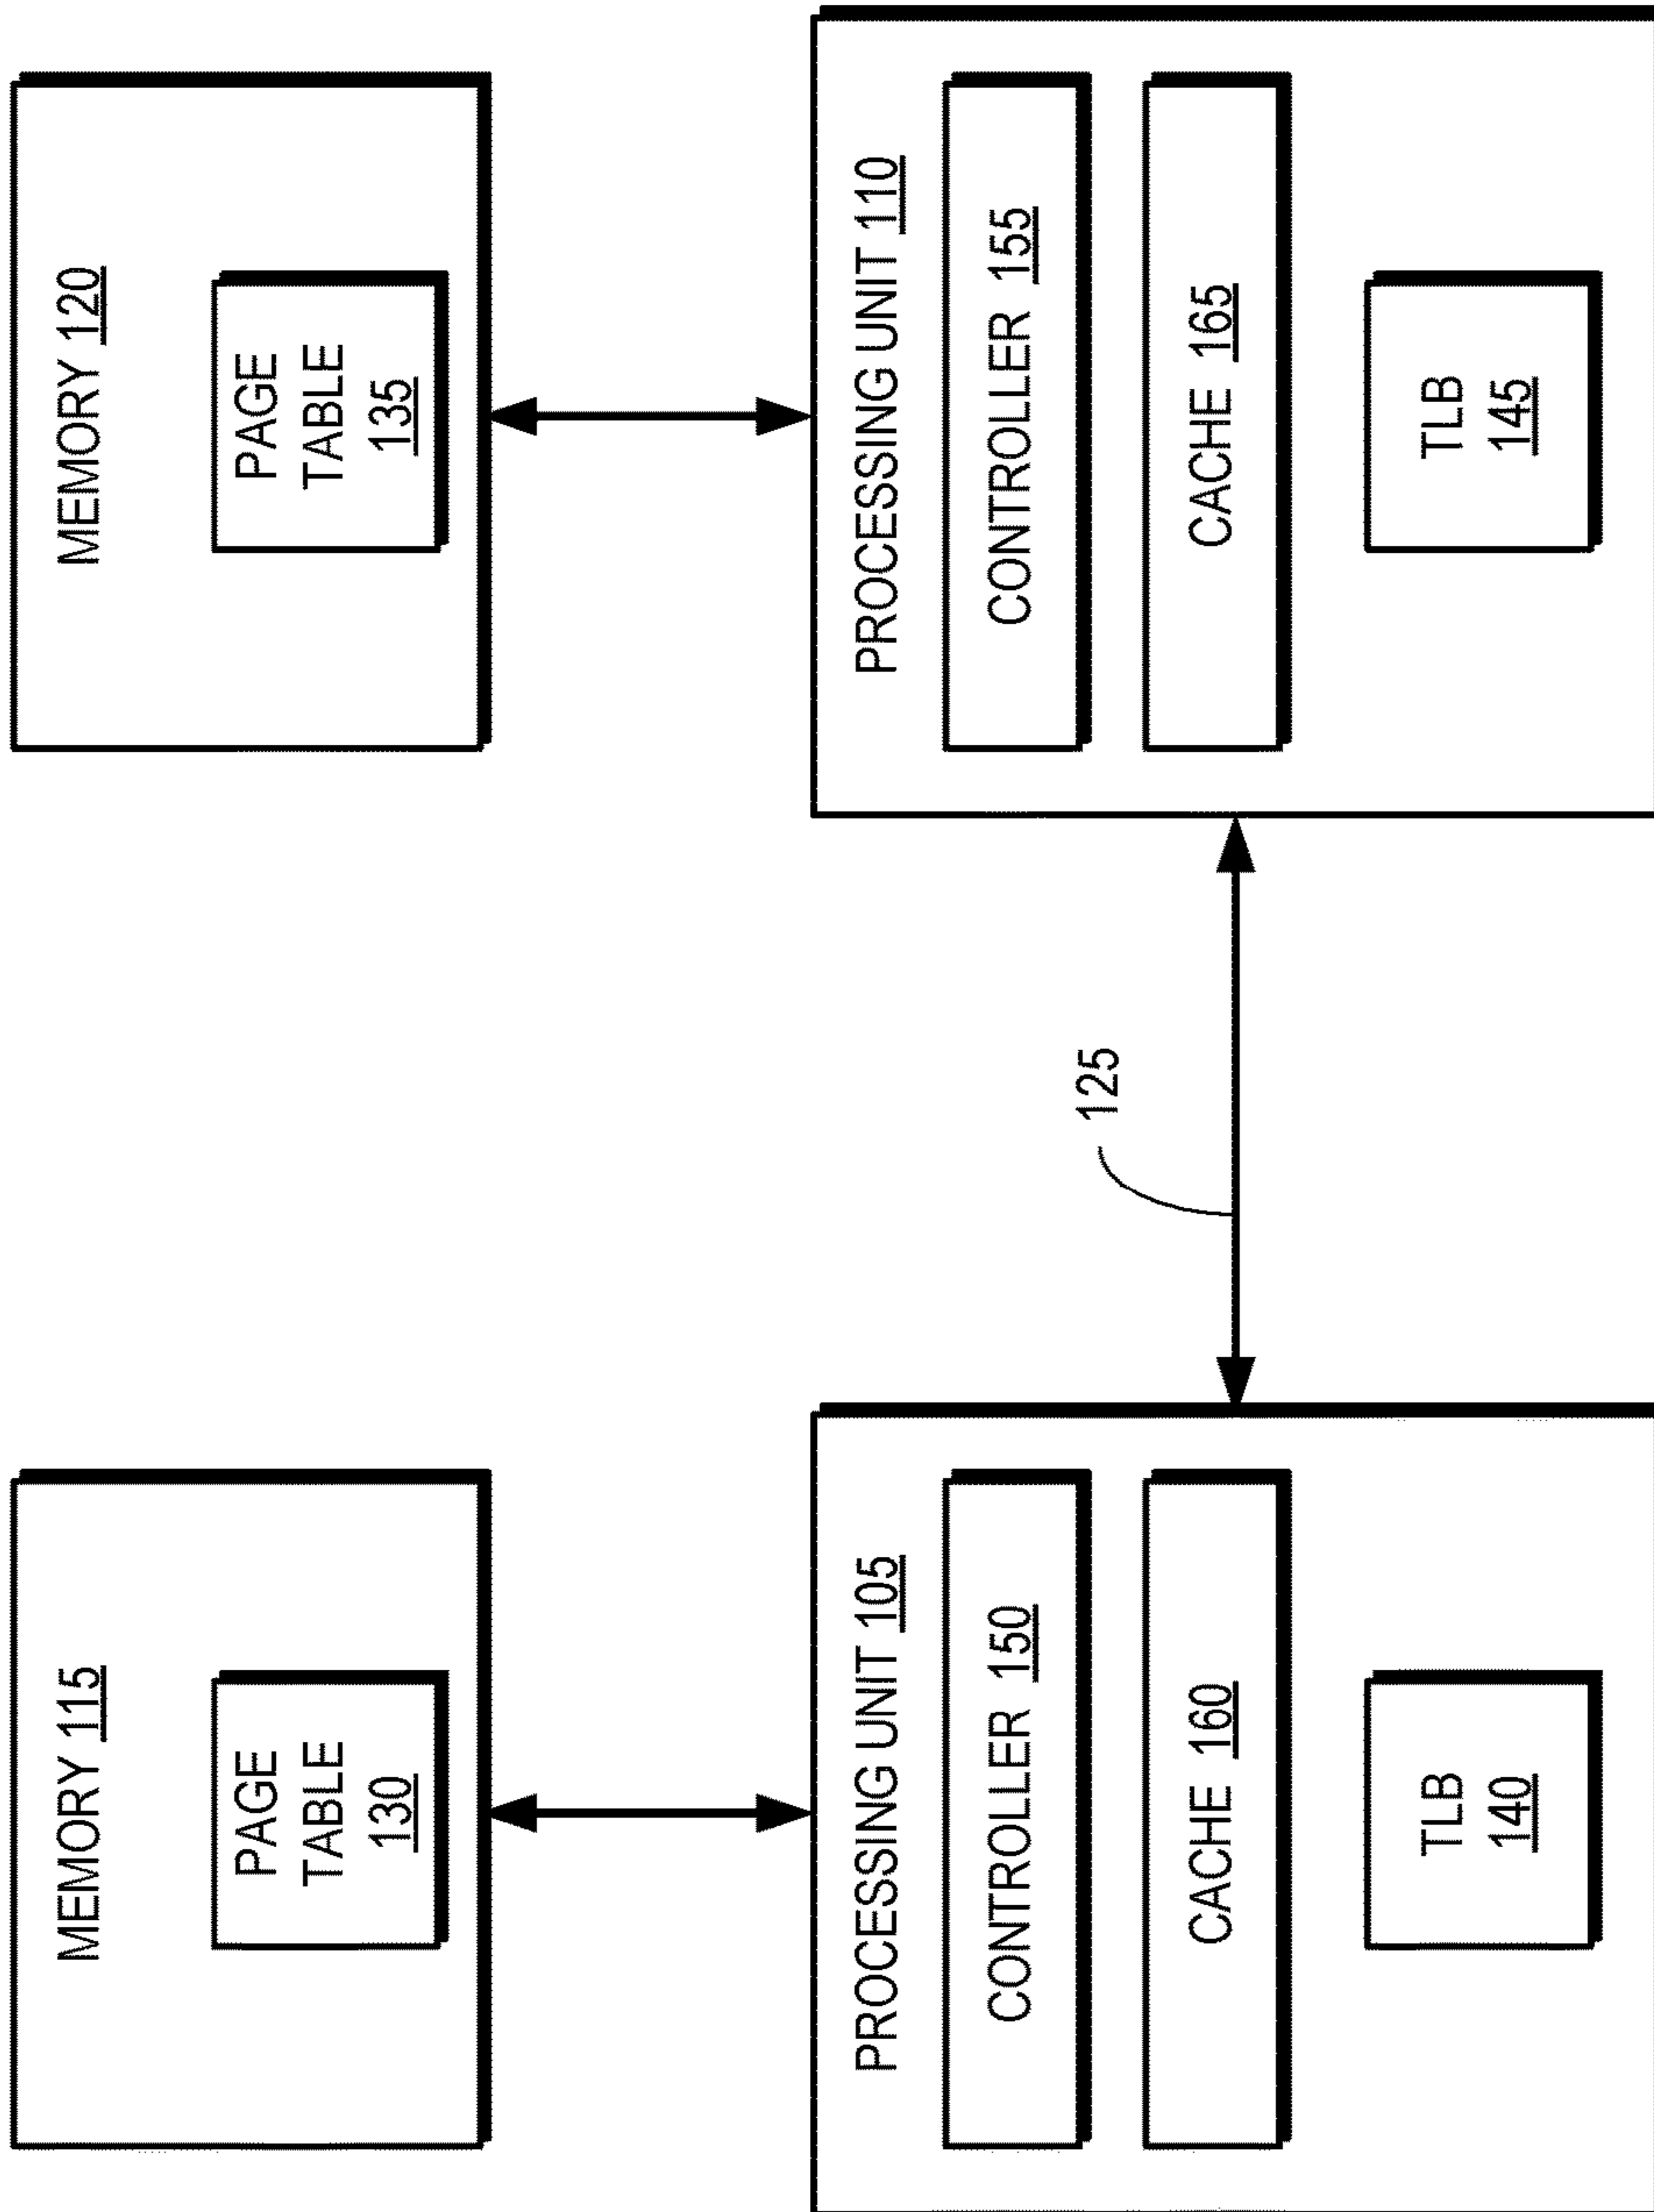 MEMORY 115
PAGE
TABLE
130
PROCESSING UNIT 105
CONTROLLER 150
CACHE 160
TLB
140
125
MEMORY 120
PAGE
TABLE
135
PROCESSING UNIT 110
CONTROLLER 155
CACHE 165
TLB
145